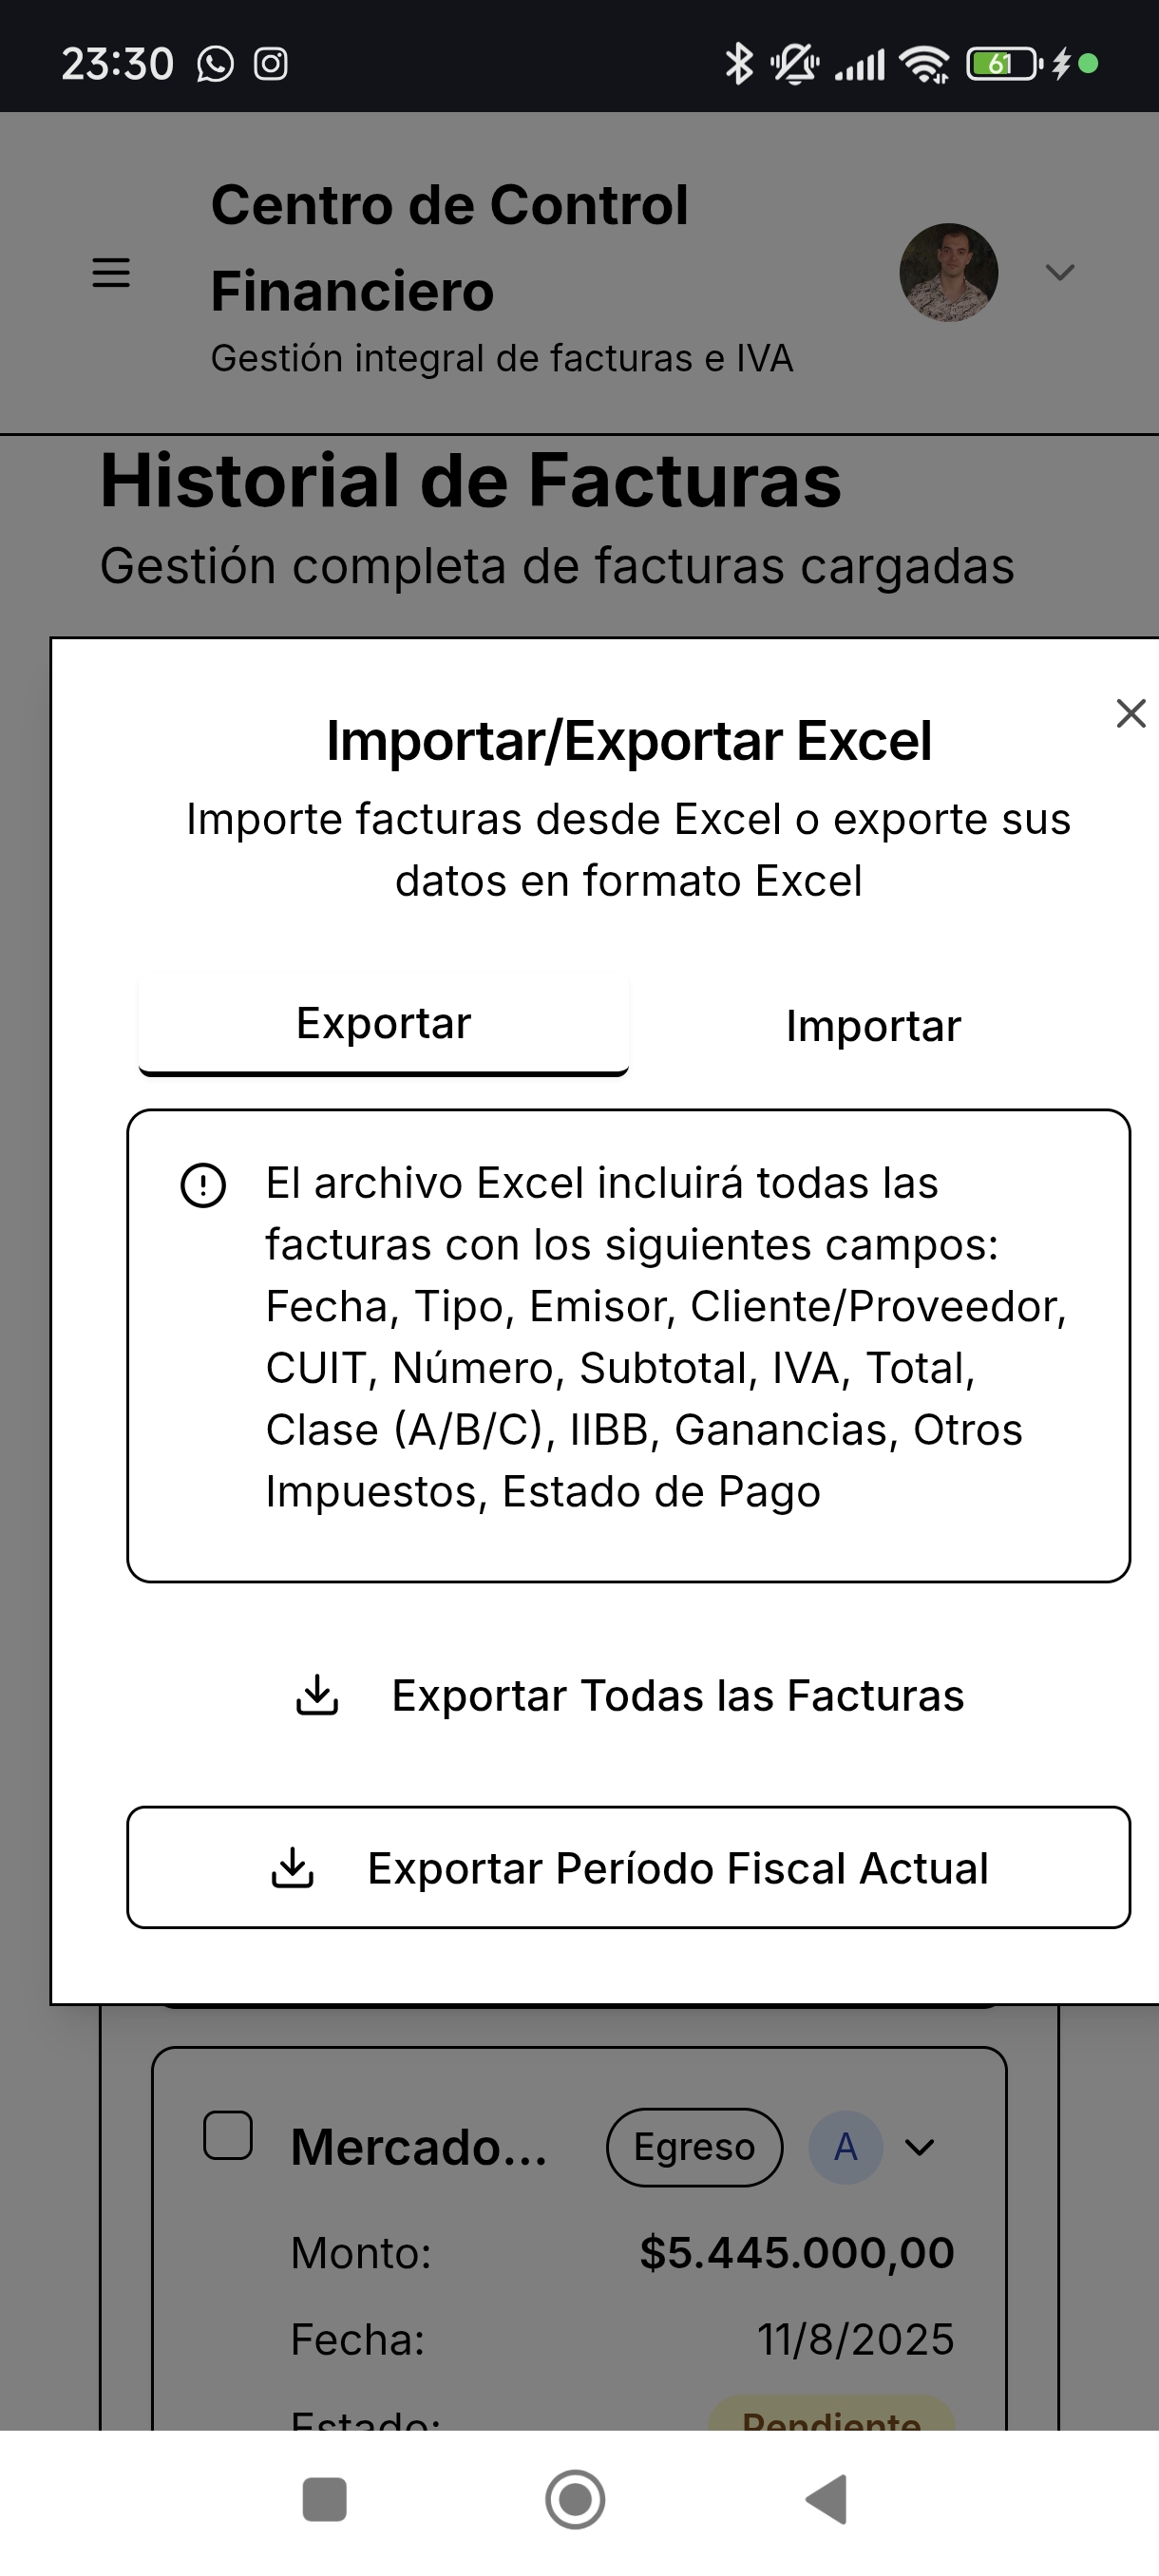 23:30
61
Centro de Control
Financiero
Gestión integral de facturas e IVA
Historial de Facturas
Gestión completa de facturas cargadas
Importar/Exportar Excel
Importe facturas desde Excel o exporte sus
datos en formato Excel
Exportar
Importar
El archivo Excel incluirá todas las
facturas con los siguientes campos:
Fecha, Tipo, Emisor, Cliente/Proveedor,
CUIT, Número, Subtotal, IVA, Total,
Clase (A/B/C), IIBB, Ganancias, Otros
Impuestos, Estado de Pago
Exportar Todas las Facturas
Exportar Período Fiscal Actual
Mercado... Egreso A
Monto: $5.445.000,00
Fecha: 11/8/2025
Estado: Pendiente